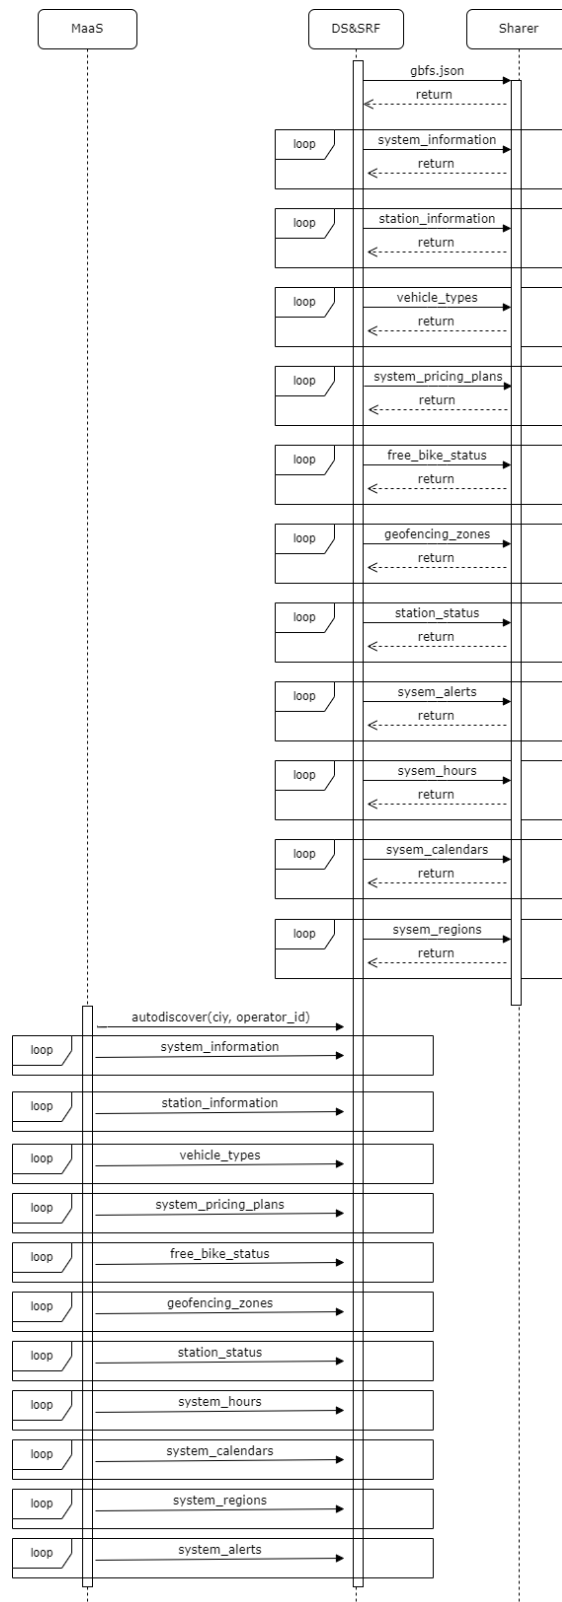 MaaS
DS&SRF
Sharer
gbfs.json
return
loop
system_information
return
loop
station_information
return
loop
vehicle_types
return
loop
system_pricing_plans
return
loop
free_bike_status
return
loop
geofencing_zones
return
loop
station_status
return
loop
sysem_alerts
return
loop
sysem_hours
return
loop
sysem_calendars
return
loop
sysem_regions
return
autodiscover(ciy, operator_id)
loop
system_information
loop
station_information
loop
vehicle_types
loop
system_pricing_plans
loop
free_bike_status
loop
geofencing_zones
loop
station_status
loop
system_hours
loop
system_calendars
loop
system_regions
loop
system_alerts